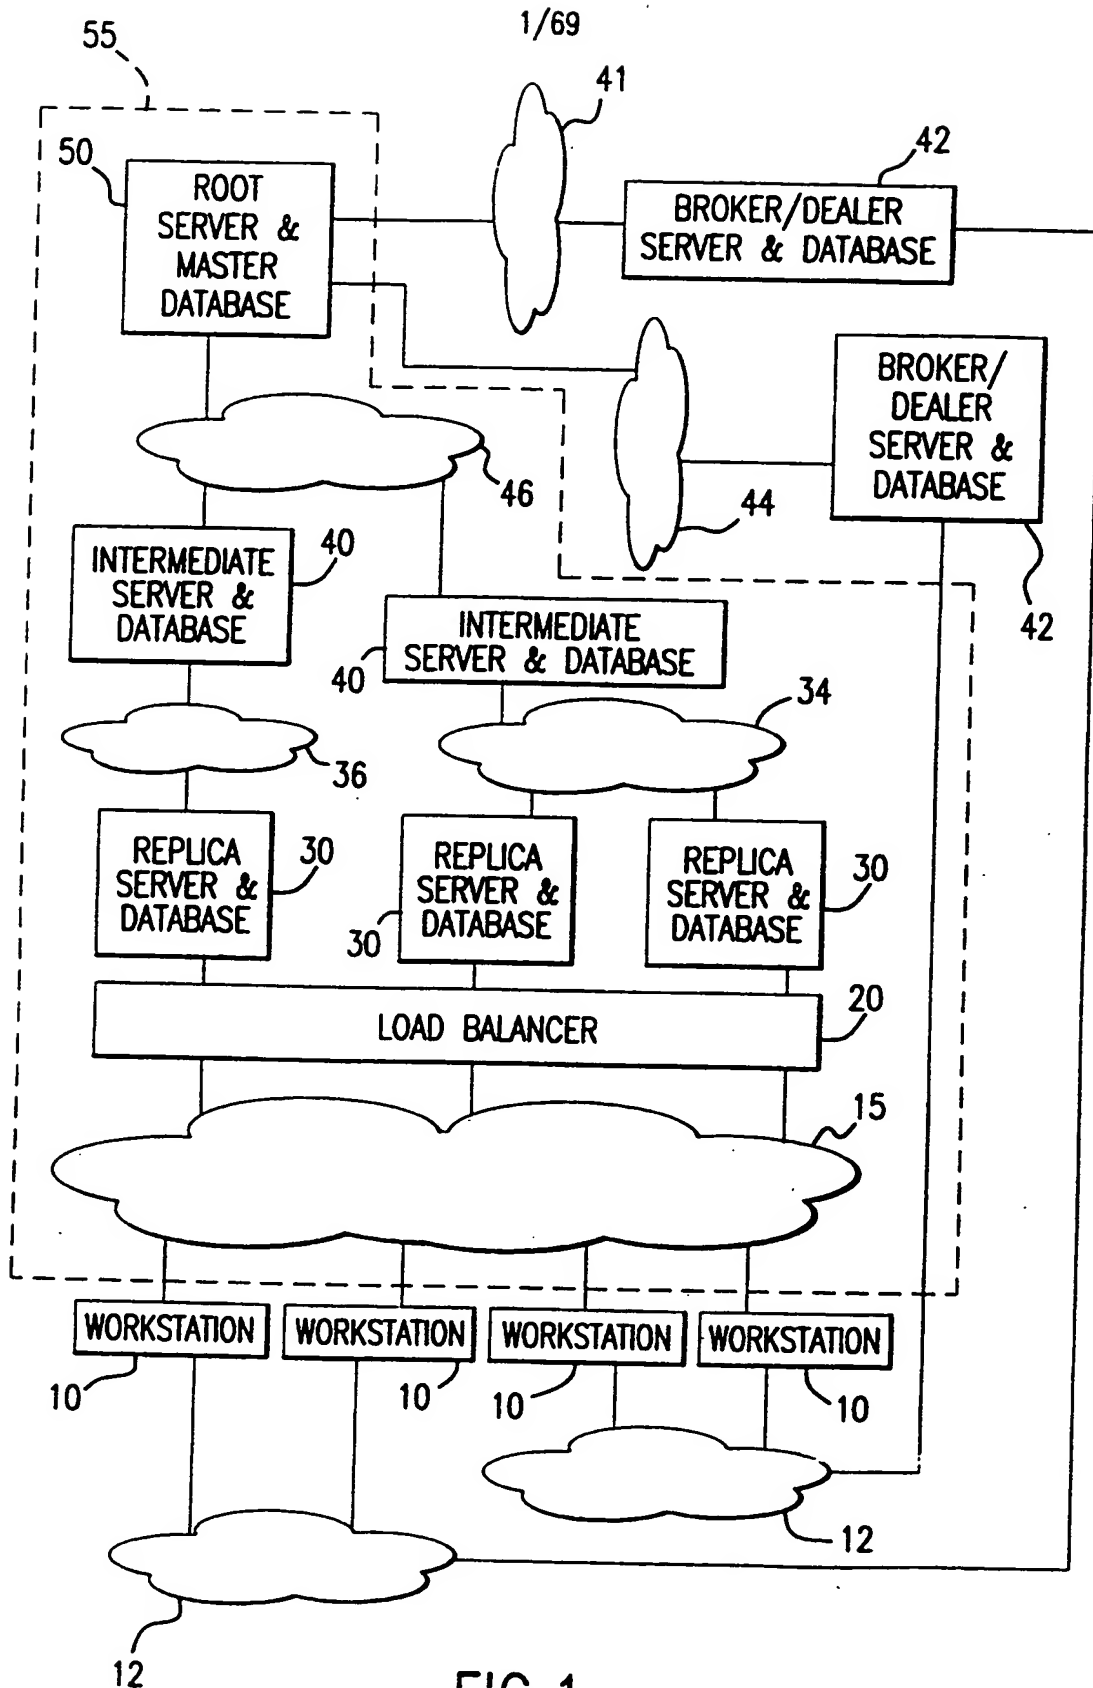 1/69
55
41
50
ROOT
SERVER &
MASTER
DATABASE
42
BROKER/DEALER
SERVER & DATABASE
BROKER/
DEALER
SERVER &
DATABASE
46
44
42
INTERMEDIATE
SERVER &
DATABASE
40
INTERMEDIATE
SERVER & DATABASE
40
34
36
REPLICA
SERVER &
DATABASE
30
REPLICA
SERVER &
DATABASE
30
REPLICA
SERVER &
DATABASE
30
LOAD BALANCER
20
15
WORKSTATION
WORKSTATION
WORKSTATION
WORKSTATION
10
10
10
10
12
12
FIG. 1